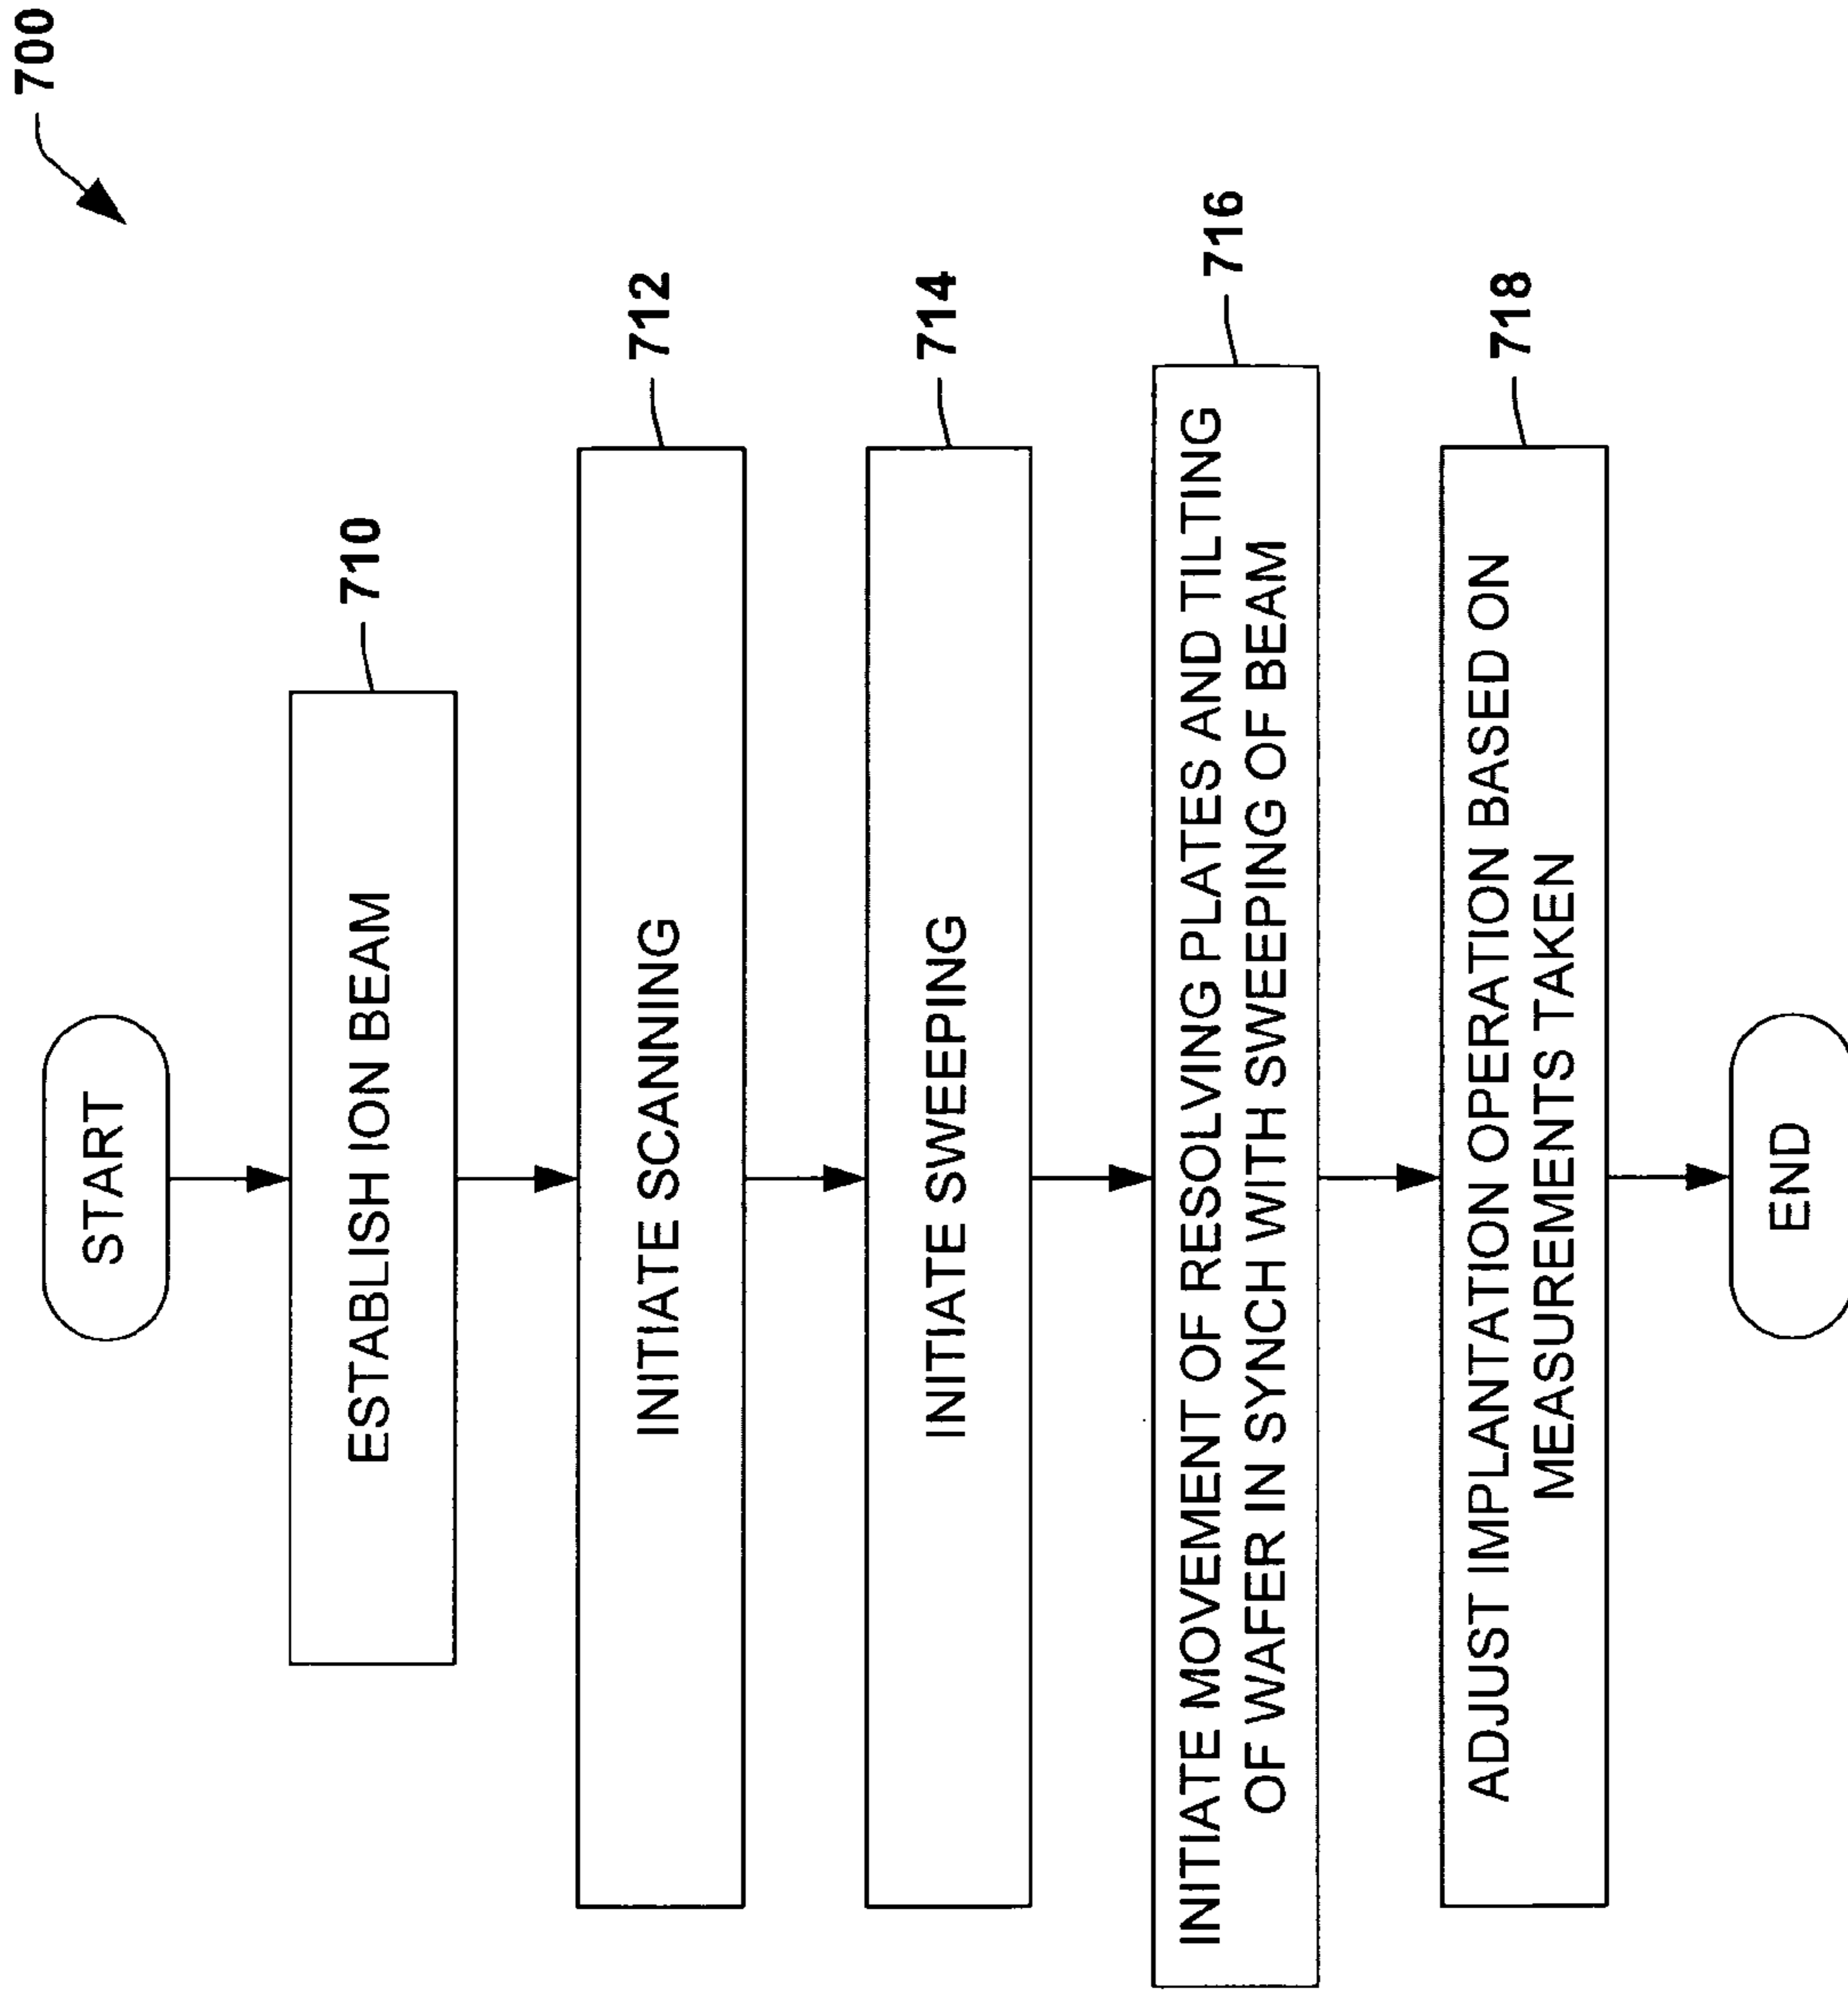 700
START
ESTABLISH ION BEAM
710
INITIATE SCANNING
712
INITIATE SWEEPING
714
INITIATE MOVEMENT OF RESOLVING PLATES AND TILTING
OF WAFER IN SYNCH WITH SWEEPING OF BEAM
716
ADJUST IMPLANTATION OPERATION BASED ON
MEASUREMENTS TAKEN
718
END